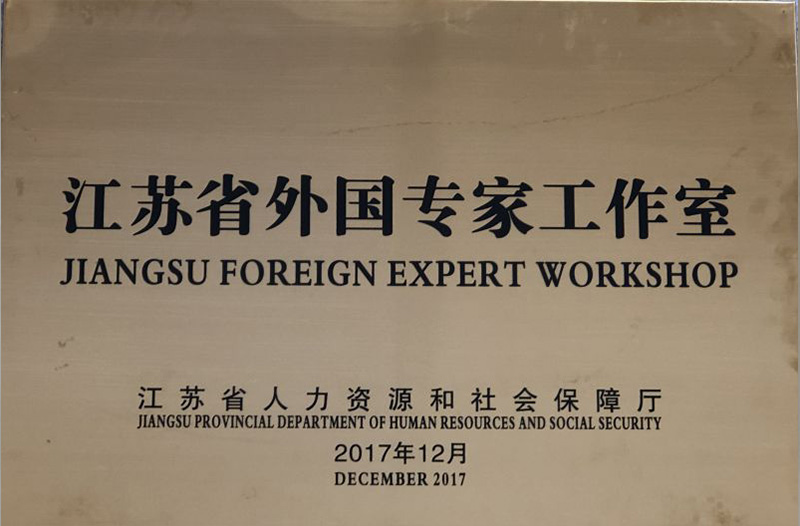 江苏省外国专家工作室
JIANGSU FOREIGN EXPERT WORKSHOP
江苏省人力资源和社会保障厅
JIANGSU PROVINCIAL DEPARTMENT OF HUMAN RESOURCES AND SOCIAL SECURITY
2017年12月
DECEMBER 2017